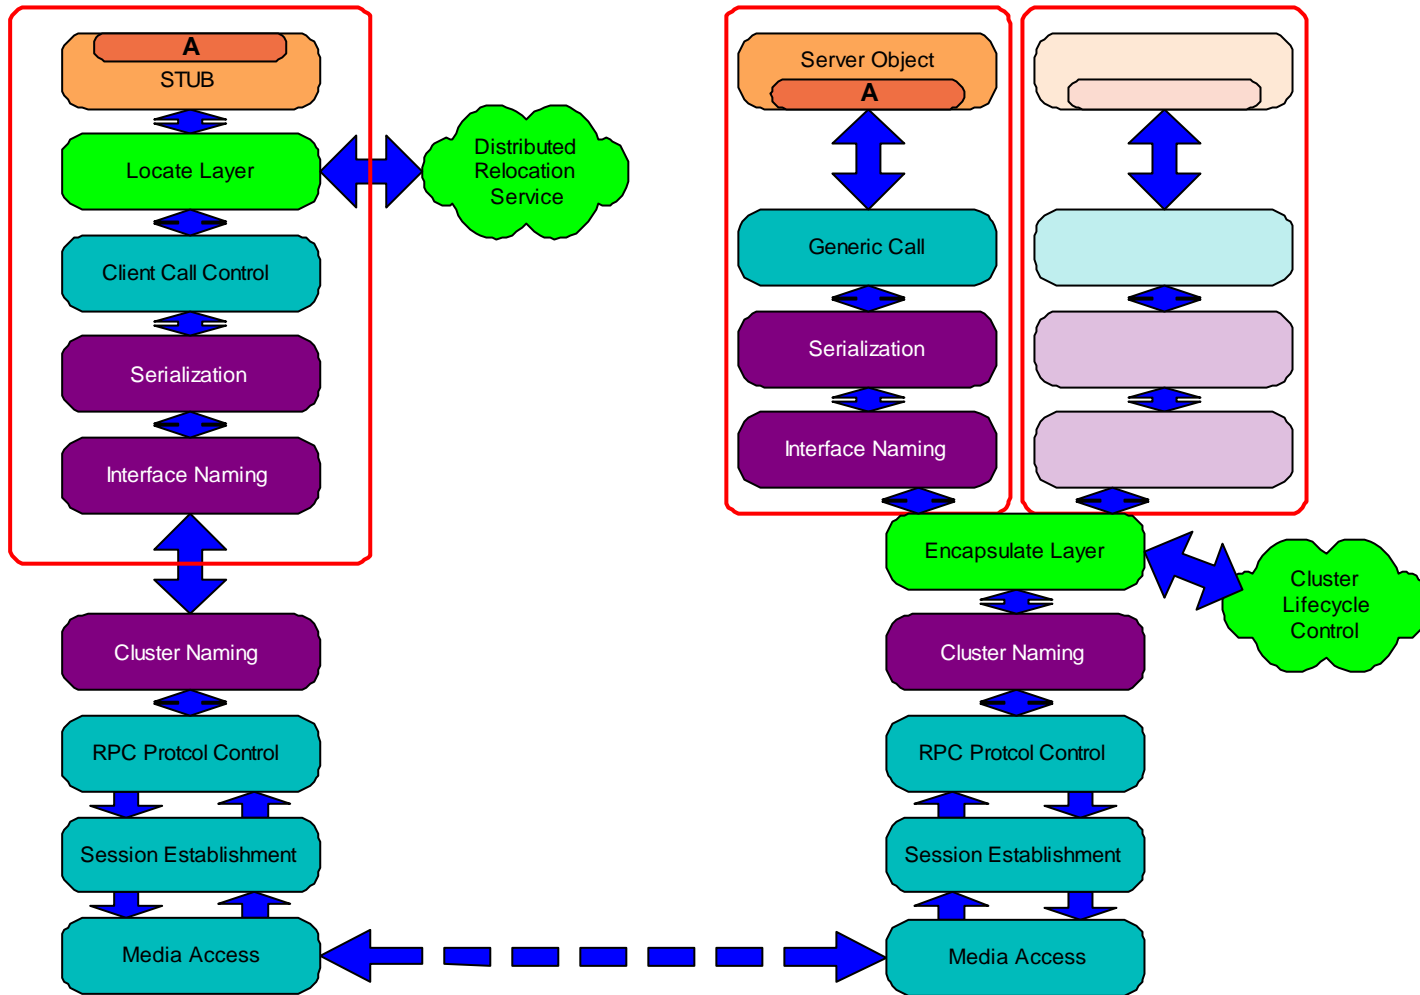 A
STUB
Locate Layer
Distributed
Relocation
Service
Client Call Control
Serialization
Interface Naming
Cluster Naming
RPC Protcol Control
Session Establishment
Media Access
Server Object
A
Generic Call
Serialization
Interface Naming
Encapsulate Layer
Cluster
Lifecycle
Control
Cluster Naming
RPC Protcol Control
Session Establishment
Media Access